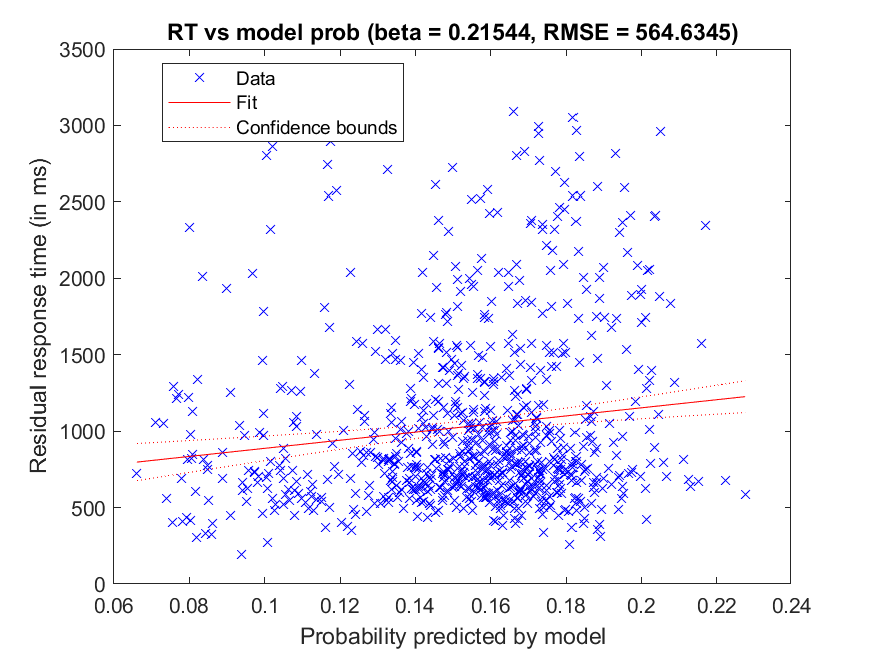 RT vs model prob (beta = 0.21544, RMSE = 564.6345)
3500
3000
2500
2000
1500
1000
500
0
Residual response time (in ms)
Data
Fit
Confidence bounds
0.06 0.08 0.1 0.12 0.14 0.16 0.18 0.2 0.22 0.24
Probability predicted by model